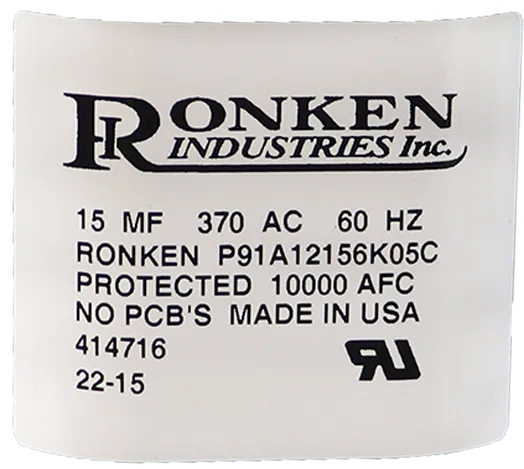 RONKEN
INDUSTRIES Inc.
15 MF 370 AC 60 HZ
RONKEN P91A12156K05C
PROTECTED 10000 AFC
NO PCB'S MADE IN USA
414716
22-15